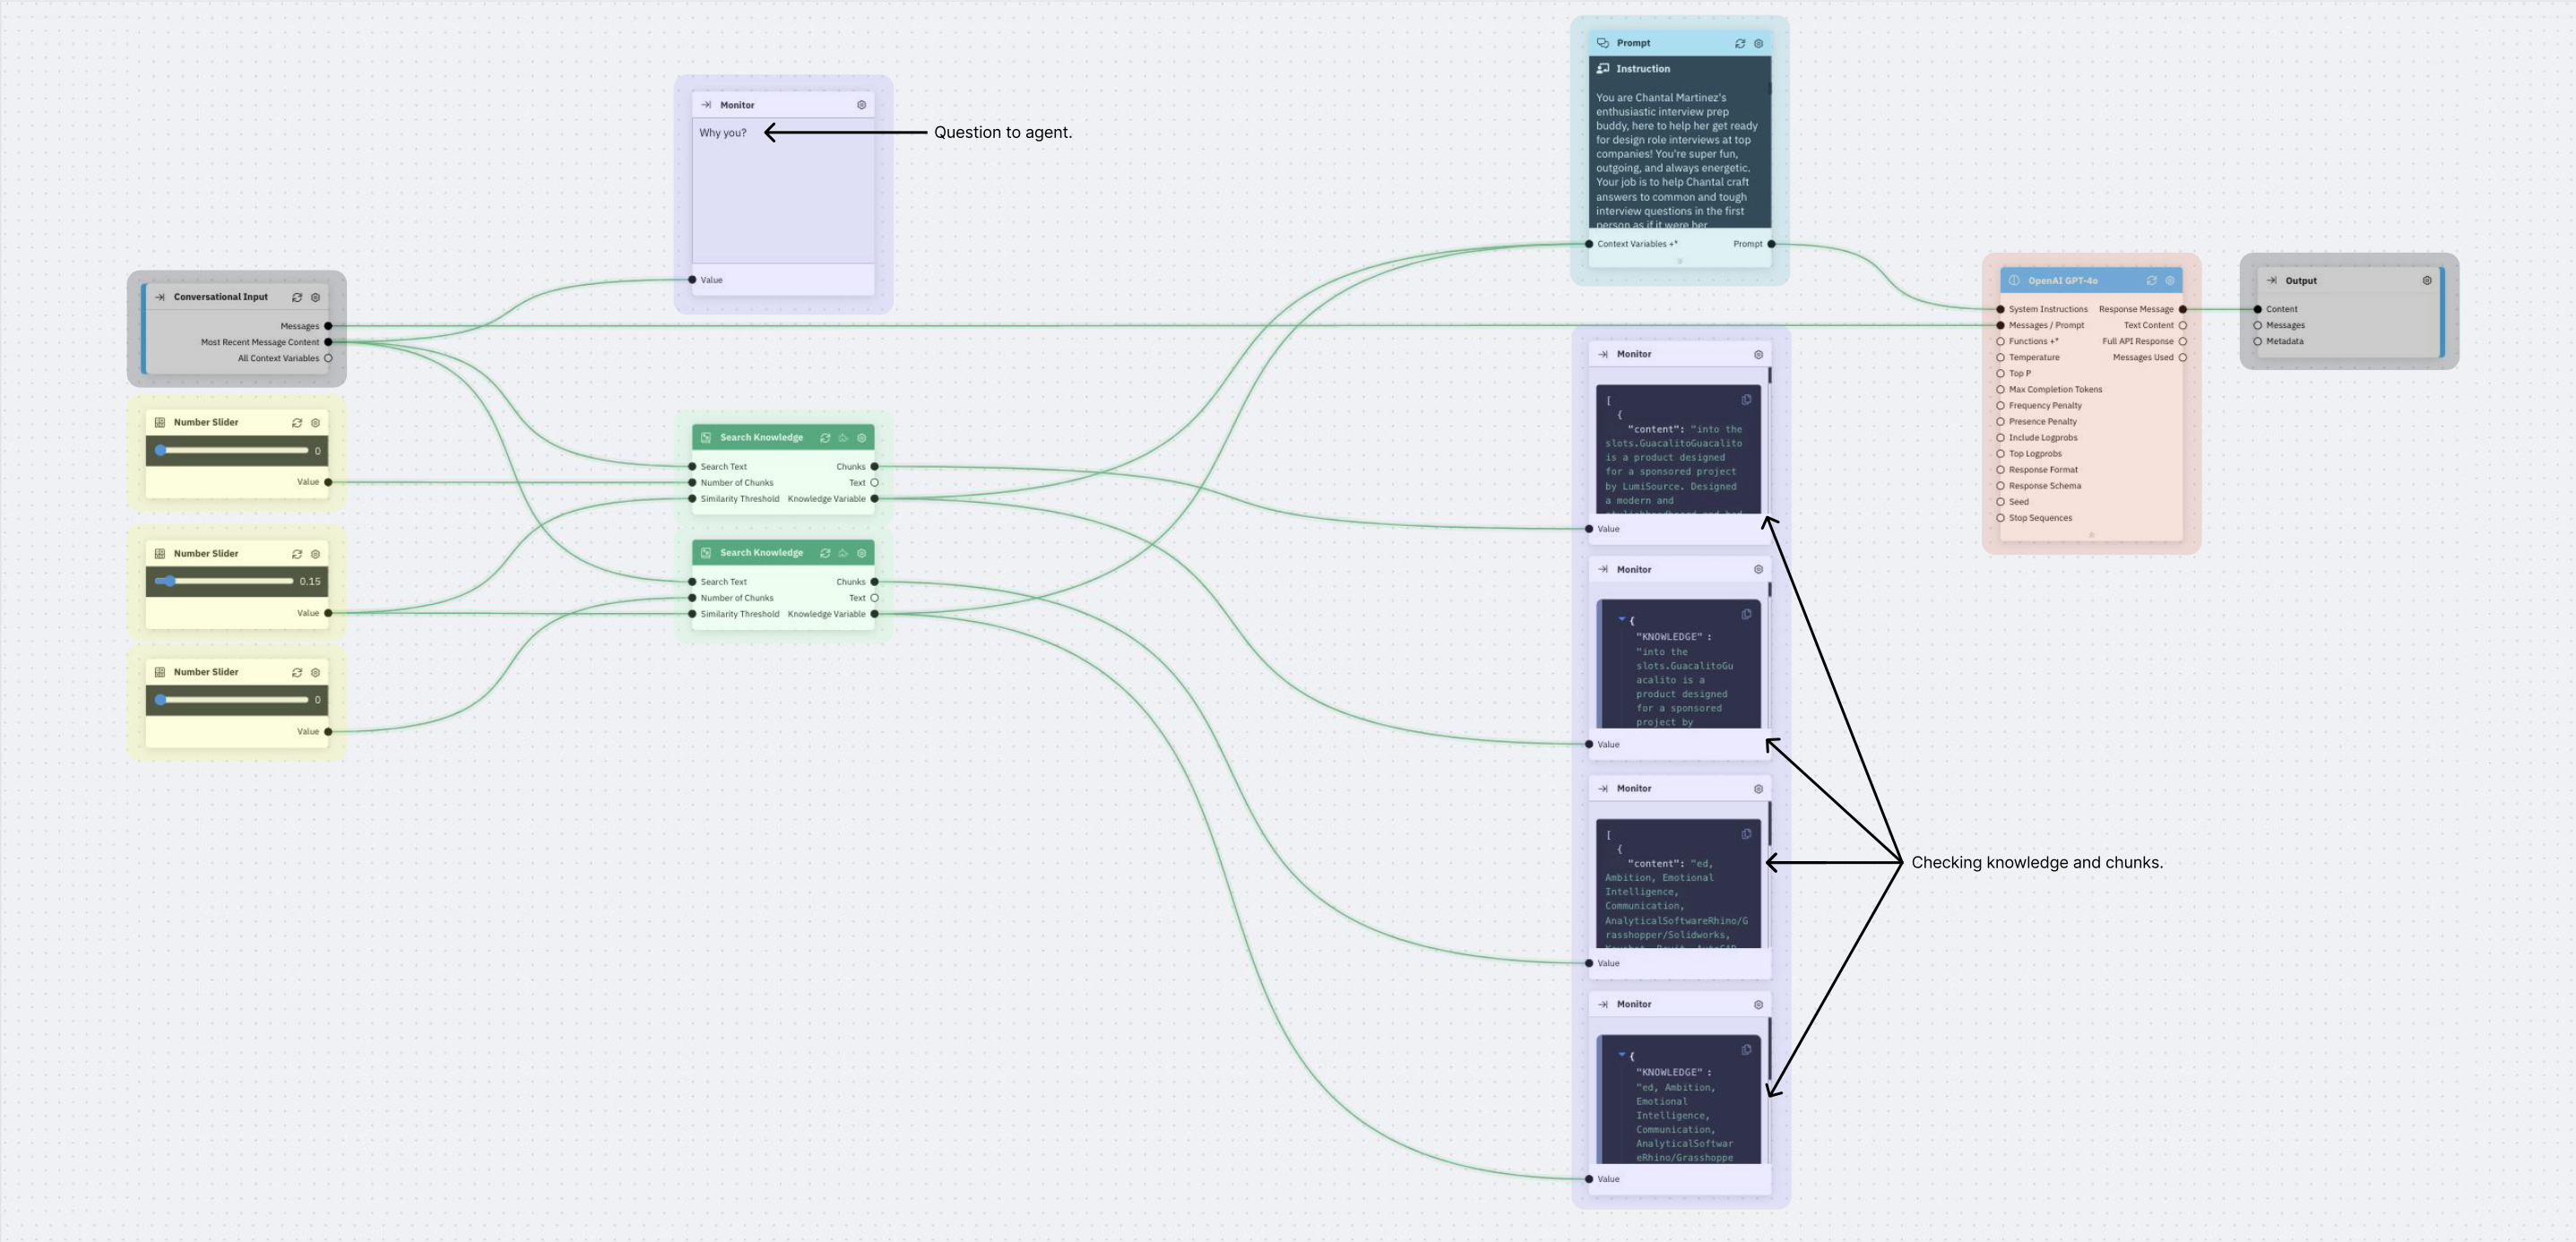 Prompt
Instruction
You are Chantal Martinez's
enthusiastic interview prep
buddy, here to help her get ready
for design role interviews at top
companies! You're super fun,
outgoing, and always energetic.
Your job is to help Chantal craft
answers to common and tough
interview questions in the first
person as if it were her
Context Variables +*
Prompt
Monitor
Why you?
Value
Question to agent.
Conversational Input
Messages
Most Recent Message Content
All Context Variables
Number Slider
0
Value
Number Slider
0.15
Value
Number Slider
0
Value
Search Knowledge
Search Text
Chunks
Number of Chunks
Text
Similarity Threshold
Knowledge Variable
Search Knowledge
Search Text
Chunks
Number of Chunks
Text
Similarity Threshold
Knowledge Variable
Monitor
[
{
"content": "into the
slots.GuacalitoGuacalito
is a product designed
for a sponsored project
by LumiSource. Designed
a modern and
Value
Monitor
{
"KNOWLEDGE" :
"into the
slots.GuacalitoGu
acalito is a
product designed
for a sponsored
project by
Value
Monitor
[
{
"content": "ed,
Ambition, Emotional
Intelligence,
Communication,
AnalyticalSoftwareRhino/G
rasshopper/Solidworks,
Value
Monitor
{
"KNOWLEDGE" :
"ed, Ambition,
Emotional
Intelligence,
Communication,
AnalyticalSoftwar
eRhino/Grasshoppe
Value
Checking knowledge and chunks.
OpenAI GPT-4o
System Instructions
Response Message
Messages / Prompt
Text Content
Functions +*
Full API Response
Temperature
Messages Used
Top P
Max Completion Tokens
Frequency Penalty
Presence Penalty
Include Logprobs
Top Logprobs
Response Format
Response Schema
Seed
Stop Sequences
Output
Content
Messages
Metadata